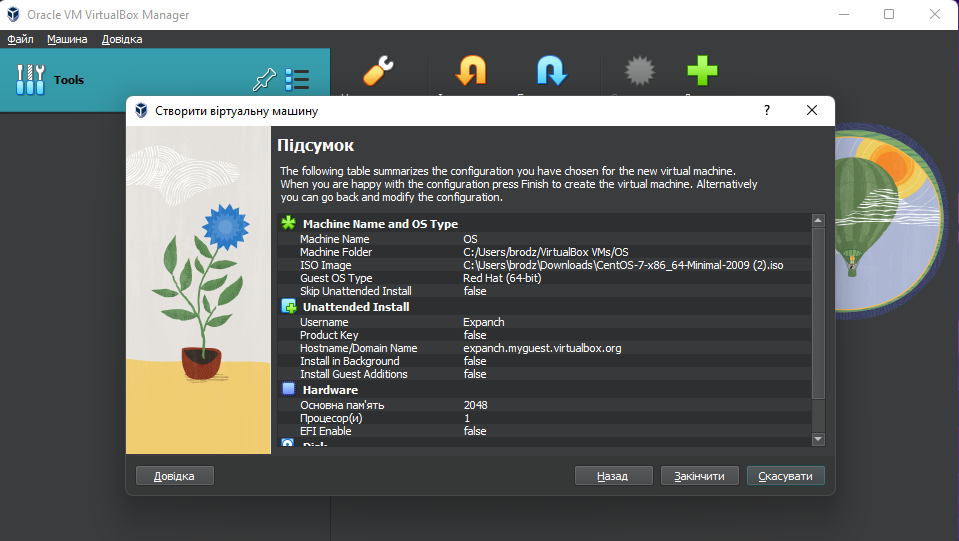 Oracle VM VirtualBox Manager
Файл Машина Довідка
Tools
Створити віртуальну машину
?
Підсумок
The following table summarizes the configuration you have chosen for the new virtual machine.
When you are happy with the configuration press Finish to create the virtual machine. Alternatively
you can go back and modify the configuration.
Machine Name and OS Type
Machine Name OS
Machine Folder C:/Users/brodz/VirtualBox VMs/OS
ISO Image C:\Users\brodz\Downloads\CentOS-7-x86_64-Minimal-2009 (2).iso
Guest OS Type Red Hat (64-bit)
Skip Unattended Install false
Unattended Install
Username Expanch
Product Key false
Hostname/Domain Name expanch.myguest.virtualbox.org
Install in Background false
Install Guest Additions false
Hardware
Основна пам'ять 2048
Процесор(и) 1
EFI Enable false
Disk
Довідка Назад Закінчити Скасувати